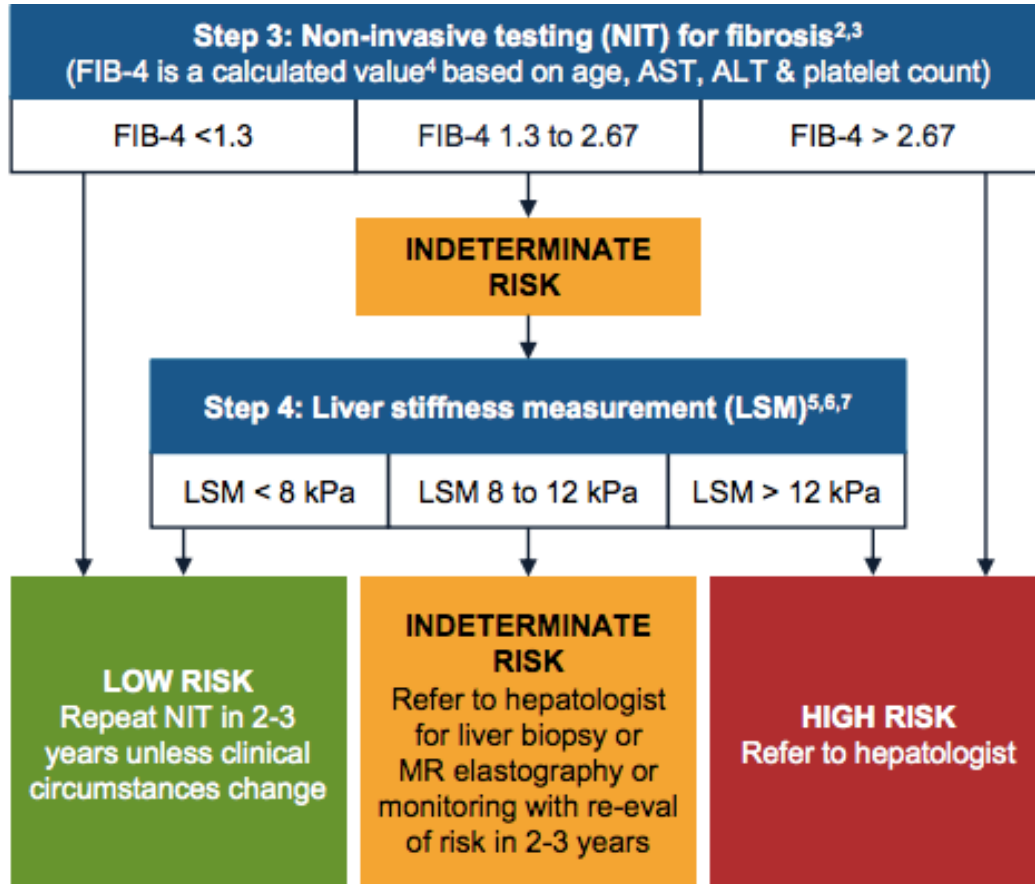 Step 3: Non-invasive testing (NIT) for fibrosis2,3
(FIB-4 is a calculated value4 based on age, AST, ALT & platelet count)
FIB-4 <1.3
FIB-4 1.3 to 2.67
FIB-4 > 2.67
INDETERMINATE
RISK
Step 4: Liver stiffness measurement (LSM)5,6,7
LSM < 8 kPa
LSM 8 to 12 kPa
LSM > 12 kPa
LOW RISK
Repeat NIT in 2-3
years unless clinical
circumstances change
INDETERMINATE
RISK
Refer to hepatologist
for liver biopsy or
MR elastography or
monitoring with re-eval
of risk in 2-3 years
HIGH RISK
Refer to hepatologist